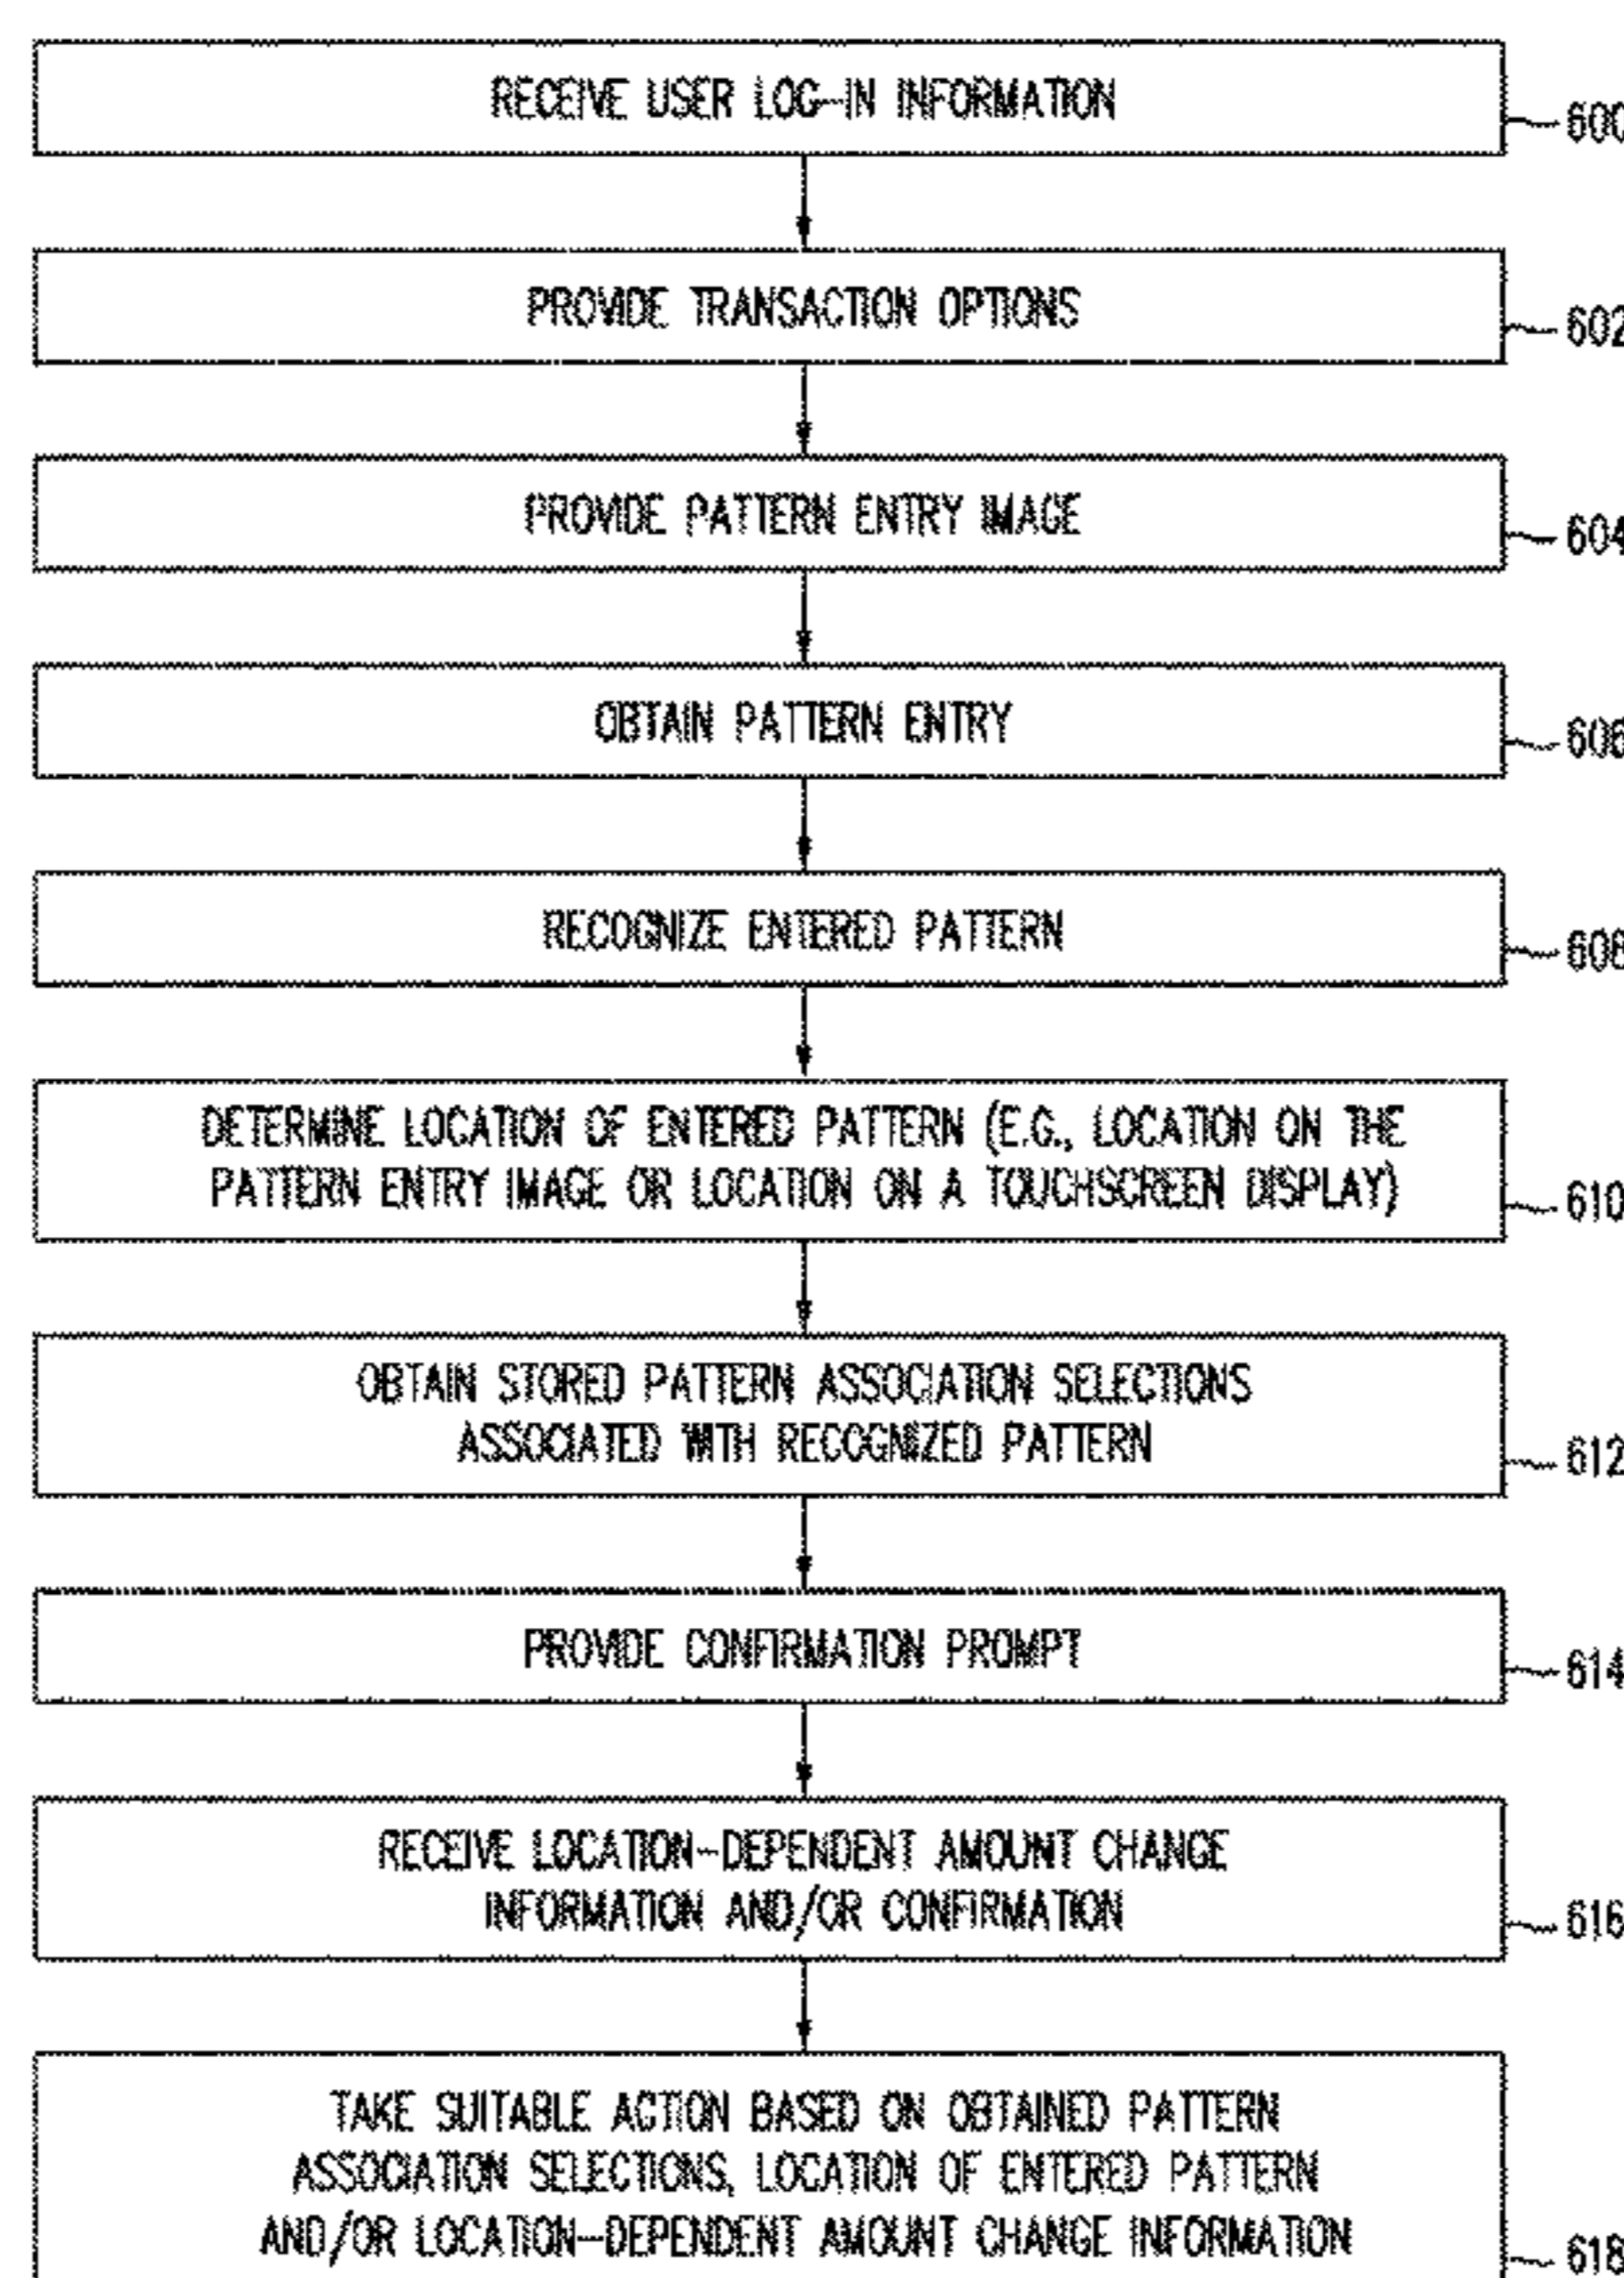 RECEIVE USER LOG-IN INFORMATION
600
PROVIDE TRANSACTION OPTIONS
602
PROVIDE PATTERN ENTRY IMAGE
604
OBTAIN PATTERN ENTRY
606
RECOGNIZE ENTERED PATTERN
608
DETERMINE LOCATION OF ENTERED PATTERN (E.G., LOCATION ON THE
PATTERN ENTRY IMAGE OR LOCATION ON A TOUCHSCREEN DISPLAY)
610
OBTAIN STORED PATTERN ASSOCIATION SELECTIONS
ASSOCIATED WITH RECOGNIZED PATTERN
612
PROVIDE CONFIRMATION PROMPT
614
RECEIVE LOCATION-DEPENDENT AMOUNT CHANGE
INFORMATION AND/OR CONFIRMATION
616
TAKE SUITABLE ACTION BASED ON OBTAINED PATTERN
ASSOCIATION SELECTIONS, LOCATION OF ENTERED PATTERN
AND/OR LOCATION-DEPENDENT AMOUNT CHANGE INFORMATION
618